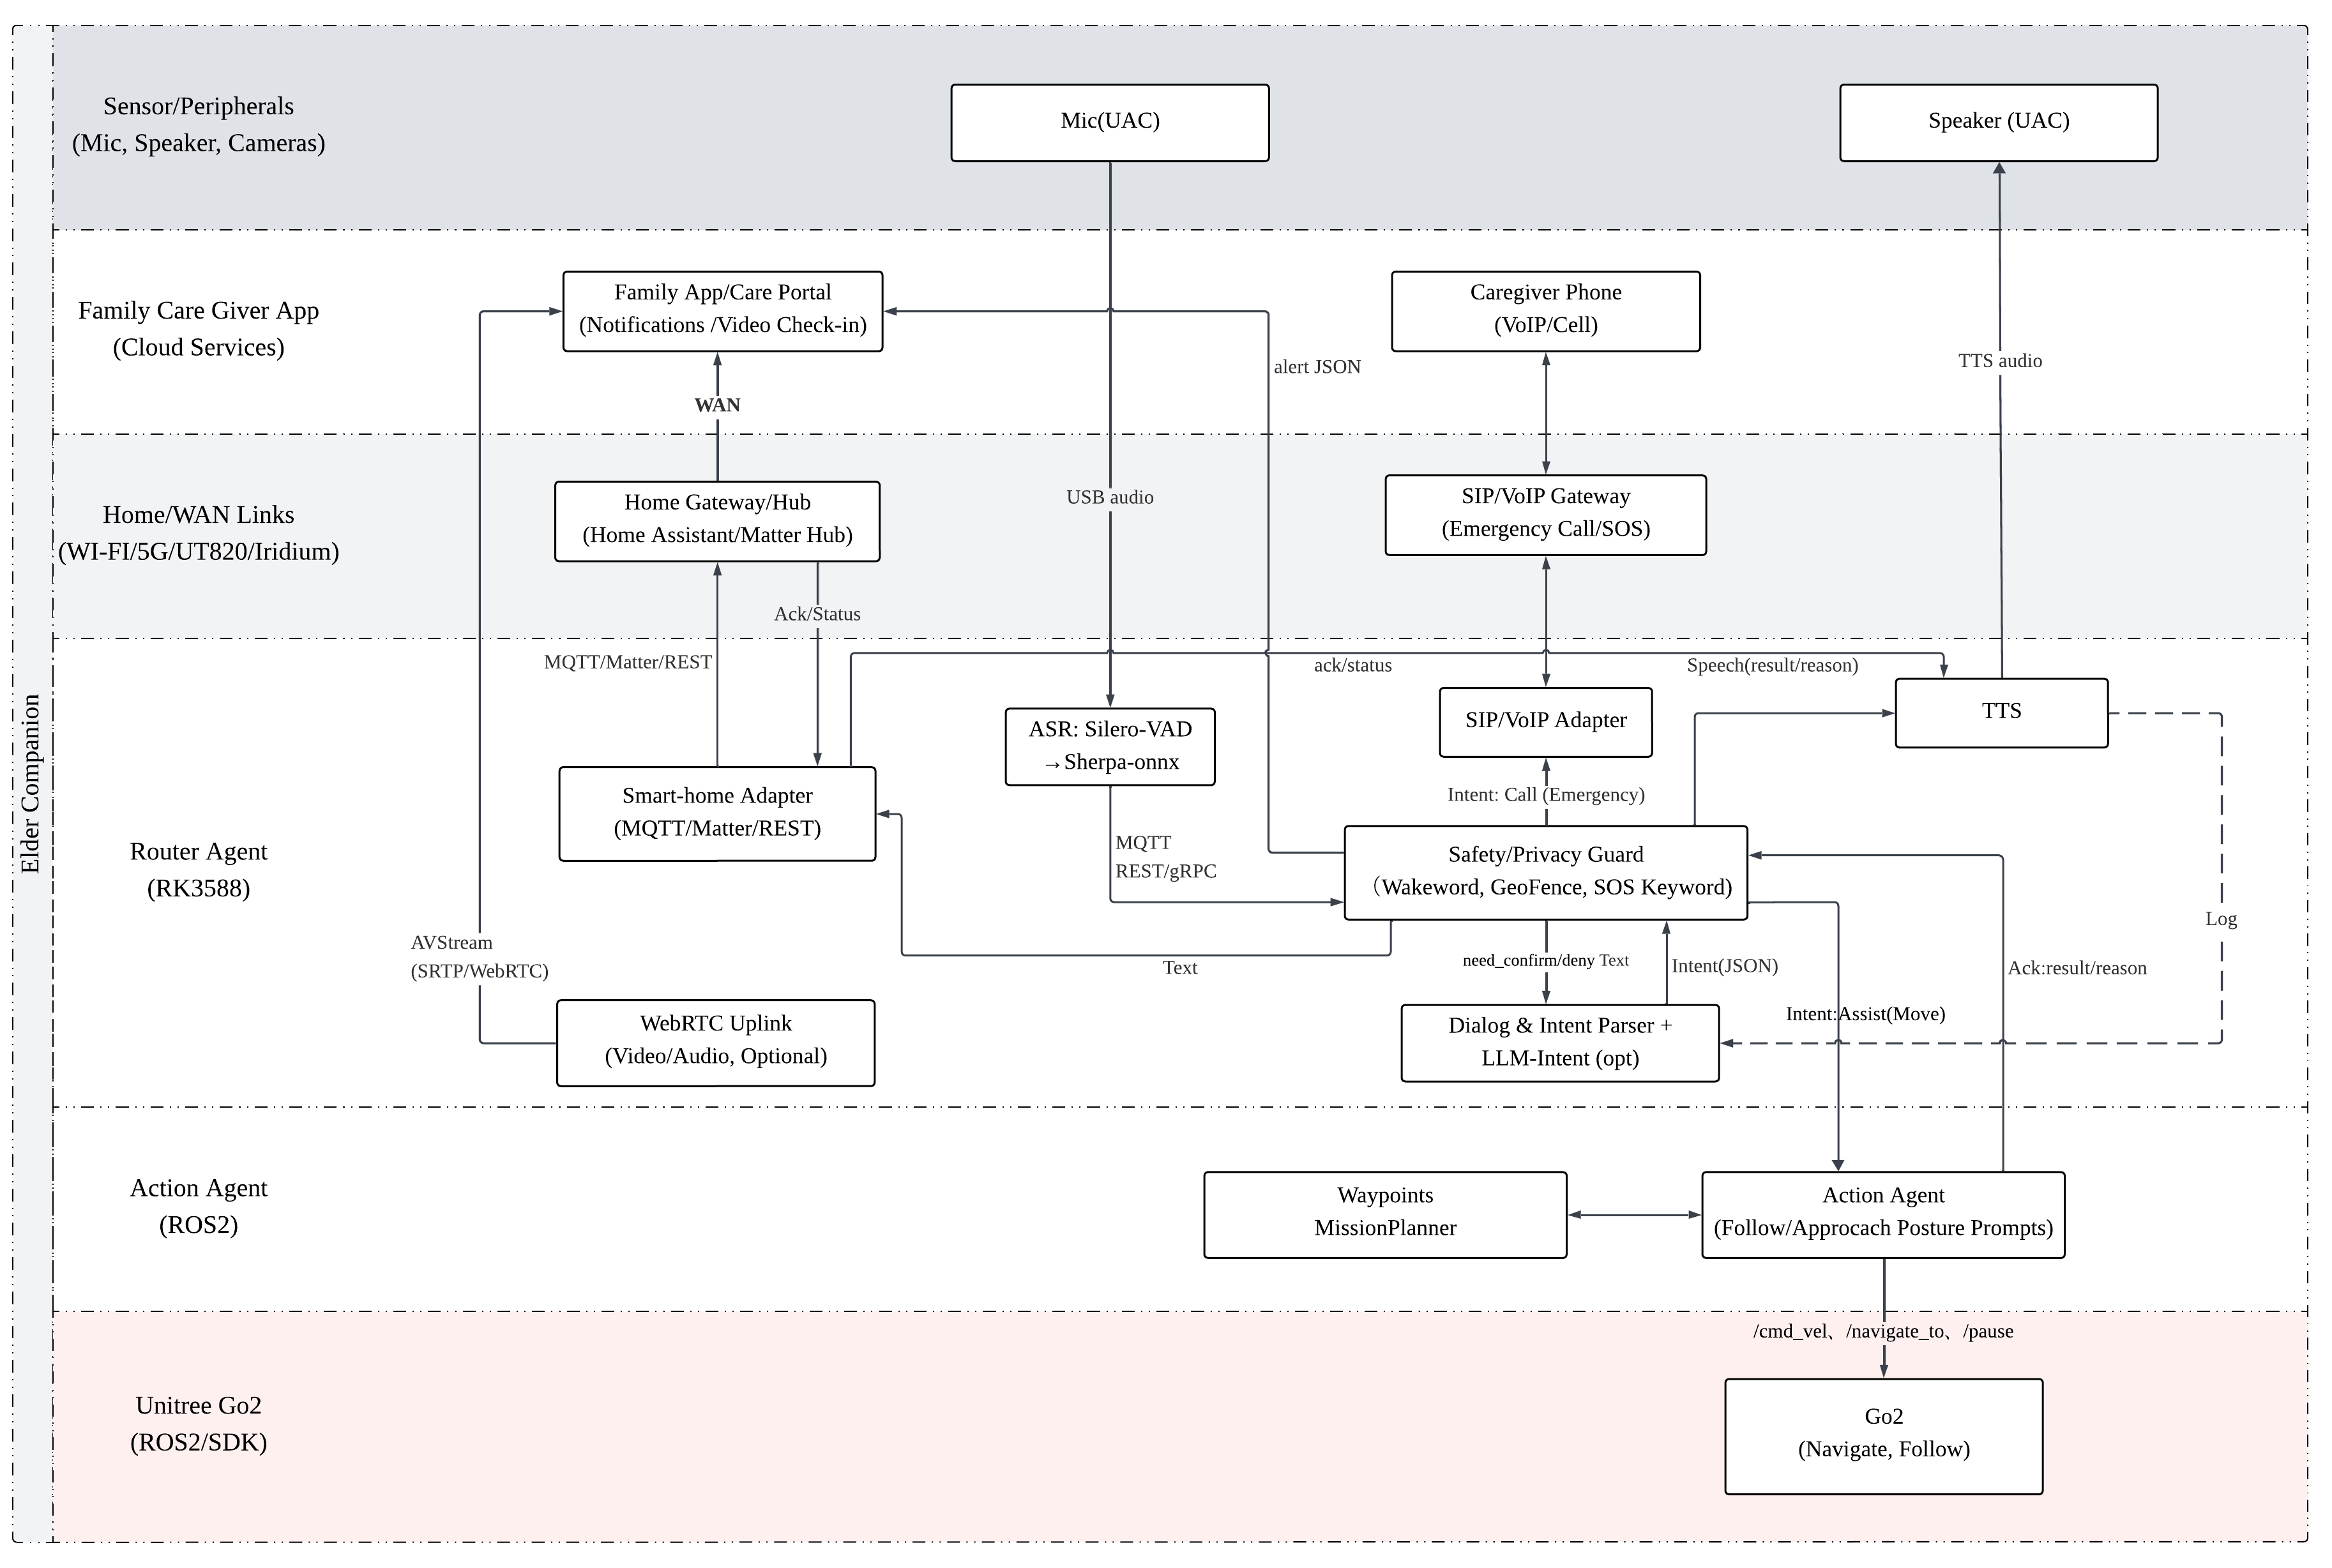 Elder Companion
Sensor/Peripherals
(Mic, Speaker, Cameras)
Mic(UAC)
Speaker (UAC)
Family Care Giver App
(Cloud Services)
Family App/Care Portal
(Notifications /Video Check-in)
Caregiver Phone
(VoIP/Cell)
alert JSON
TTS audio
WAN
Home/WAN Links
(WI-FI/5G/UT820/Iridium)
Home Gateway/Hub
(Home Assistant/Matter Hub)
USB audio
SIP/VoIP Gateway
(Emergency Call/SOS)
Ack/Status
MQTT/Matter/REST
ack/status
Speech(result/reason)
Router Agent
(RK3588)
Smart-home Adapter
(MQTT/Matter/REST)
ASR: Silero-VAD
→Sherpa-onnx
SIP/VoIP Adapter
TTS
Intent: Call (Emergency)
MQTT
REST/gRPC
Safety/Privacy Guard
（Wakeword, GeoFence, SOS Keyword)
Log
AVStream
(SRTP/WebRTC)
Text
need_confirm/deny Text
Intent(JSON)
Ack:result/reason
Intent:Assist(Move)
WebRTC Uplink
(Video/Audio, Optional)
Dialog & Intent Parser +
LLM-Intent (opt)
Action Agent
(ROS2)
Waypoints
MissionPlanner
Action Agent
(Follow/Approcach Posture Prompts)
/cmd_vel、/navigate_to、/pause
Unitree Go2
(ROS2/SDK)
Go2
(Navigate, Follow)